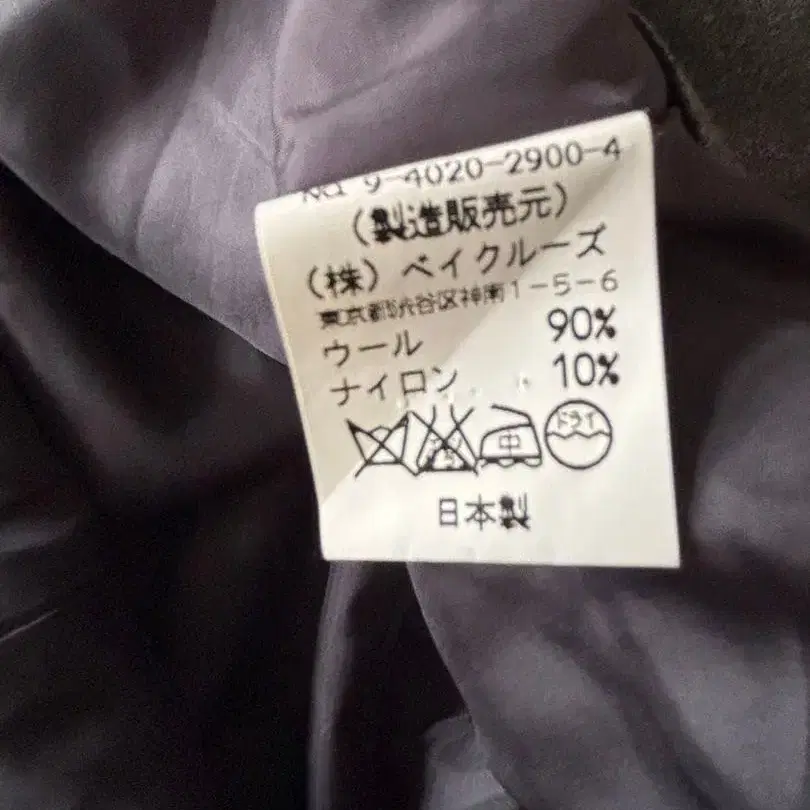 No 9-4020-2900-4
(製造販売元)
(株)ベイクルーズ
東京都渋谷区神南1-5-6
ウール 90%
ナイロン 10%
中 ドライ
日本製